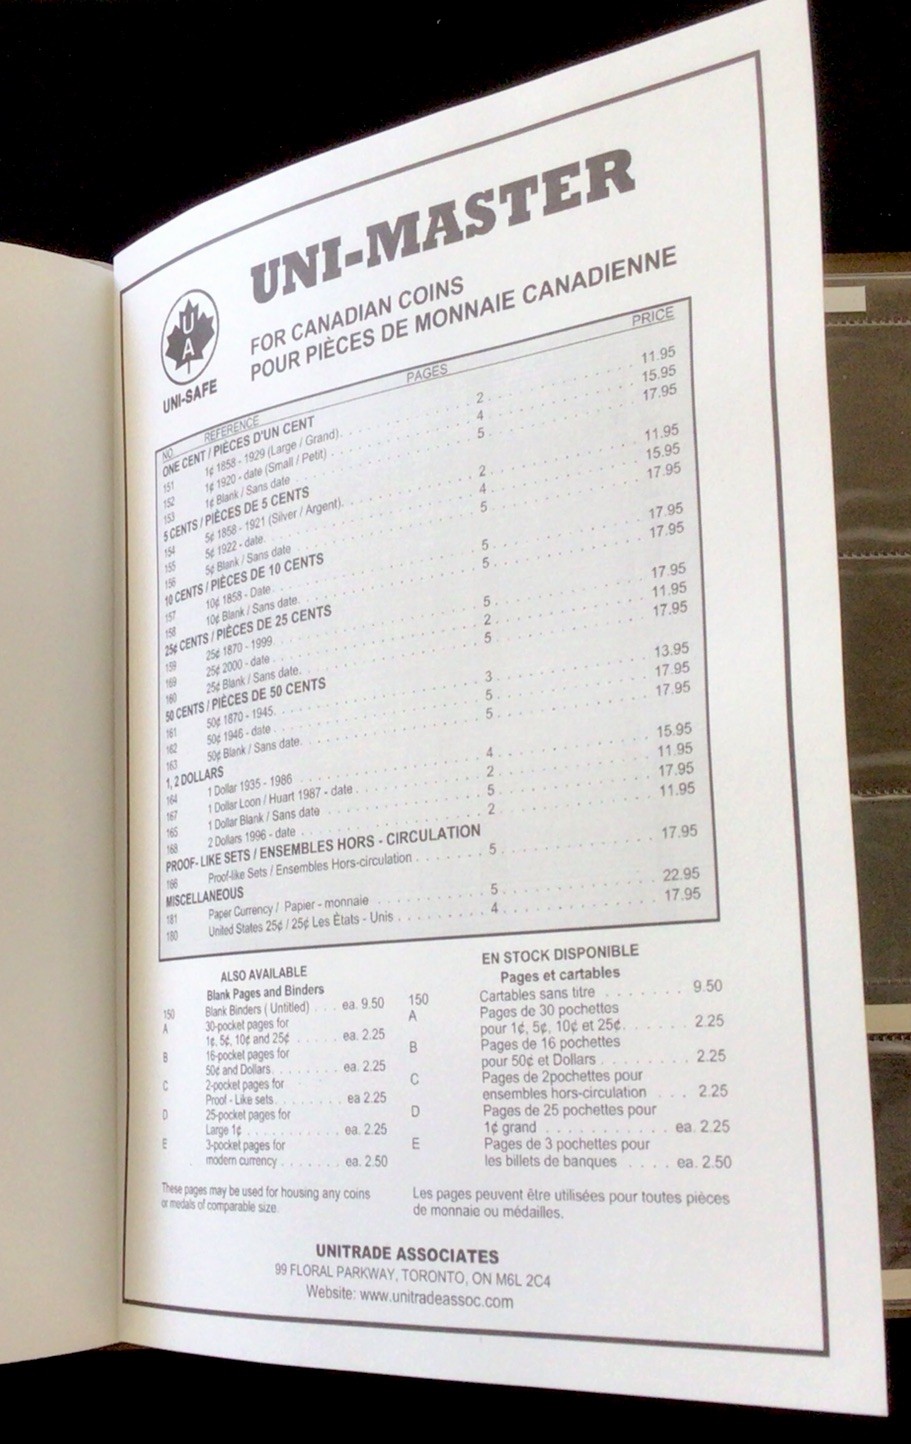 UNI-MASTER
U
A
UNI-SAFE
FOR CANADIAN COINS
POUR PIÈCES DE MONNAIE CANADIENNE
NO REFERENCE PAGES PRICE
ONE CENT / PIÈCES D'UN CENT
151 1¢ 1858 - 1929 (Large / Grand) 2 11.95
152 1¢ 1920 - date (Small / Petit) 4 15.95
153 1¢ Blank / Sans date 5 17.95
5 CENTS / PIÈCES DE 5 CENTS
154 5¢ 1858 - 1921 (Silver / Argent) 2 11.95
155 5¢ 1922 - date 4 15.95
156 5¢ Blank / Sans date 5 17.95
10 CENTS / PIÈCES DE 10 CENTS
157 10¢ 1858 - Date 5 17.95
158 10¢ Blank / Sans date 5 17.95
25¢ CENTS / PIÈCES DE 25 CENTS
159 25¢ 1870 - 1999 5 17.95
169 25¢ 2000 - date 2 11.95
160 25¢ Blank / Sans date 5 17.95
50 CENTS / PIÈCES DE 50 CENTS
161 50¢ 1870 - 1945 3 13.95
162 50¢ 1946 - date 5 17.95
163 50¢ Blank / Sans date 5 17.95
1, 2 DOLLARS
164 1 Dollar 1935 - 1986 4 15.95
167 1 Dollar Loon / Huart 1987 - date 2 11.95
165 1 Dollar Blank / Sans date 5 17.95
168 2 Dollars 1996 - date 2 11.95
PROOF- LIKE SETS / ENSEMBLES HORS - CIRCULATION
166 Proof-like Sets / Ensembles Hors-circulation 5 17.95
MISCELLANEOUS
181 Paper Currency / Papier - monnaie 5 22.95
180 United States 25¢ / 25¢ Les États - Unis 4 17.95
ALSO AVAILABLE
Blank Pages and Binders
150 Blank Binders ( Untitled) ea. 9.50
A 30-pocket pages for
1¢, 5¢, 10¢ and 25¢ ea. 2.25
B 16-pocket pages for
50¢ and Dollars ea. 2.25
C 2-pocket pages for
Proof - Like sets ea 2.25
D 25-pocket pages for
Large 1¢ ea. 2.25
E 3-pocket pages for
modern currency ea. 2.50
These pages may be used for housing any coins
or medals of comparable size.
EN STOCK DISPONIBLE
Pages et cartables
150 Cartables sans titre 9.50
A Pages de 30 pochettes
pour 1¢, 5¢, 10¢ et 25¢ 2.25
B Pages de 16 pochettes
pour 50¢ et Dollars 2.25
C Pages de 2pochettes pour
ensembles hors-circulation 2.25
D Pages de 25 pochettes pour
1¢ grand ea. 2.25
E Pages de 3 pochettes pour
les billets de banques ea. 2.50
Les pages peuvent être utilisées pour toutes pièces
de monnaie ou médailles.
UNITRADE ASSOCIATES
99 FLORAL PARKWAY, TORONTO, ON M6L 2C4
Website: www.unitradeassoc.com